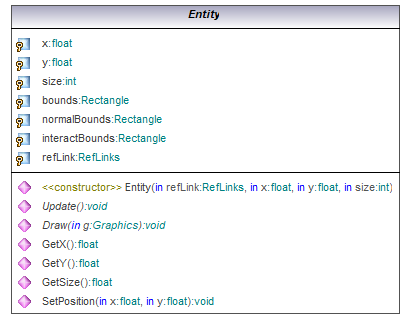 Entity
x:float
y:float
size:int
bounds:Rectangle
normalBounds:Rectangle
interactBounds:Rectangle
refLink:RefLinks
<<constructor>> Entity(in refLink:RefLinks, in x:float, in y:float, in size:int)
Update():void
Draw(in g:Graphics):void
GetX():float
GetY():float
GetSize():float
SetPosition(in x:float, in y:float):void